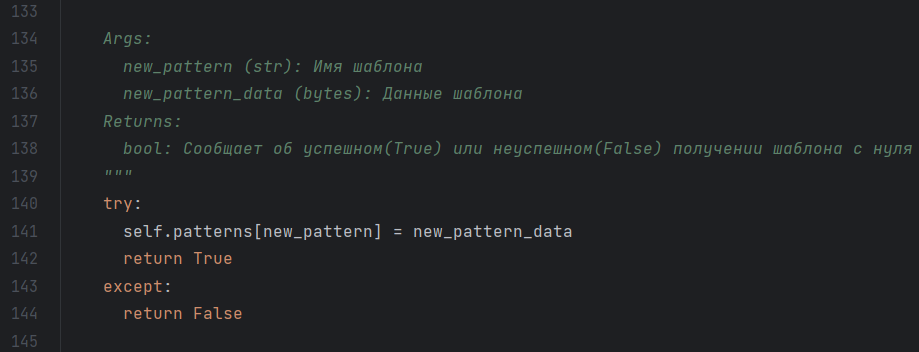 133
134 Args:
135 new_pattern (str): Имя шаблона
136 new_pattern_data (bytes): Данные шаблона
137 Returns:
138 bool: Сообщает об успешном(True) или неуспешном(False) получении шаблона с нуля
139 """
140 try:
141 self.patterns[new_pattern] = new_pattern_data
142 return True
143 except:
144 return False
145